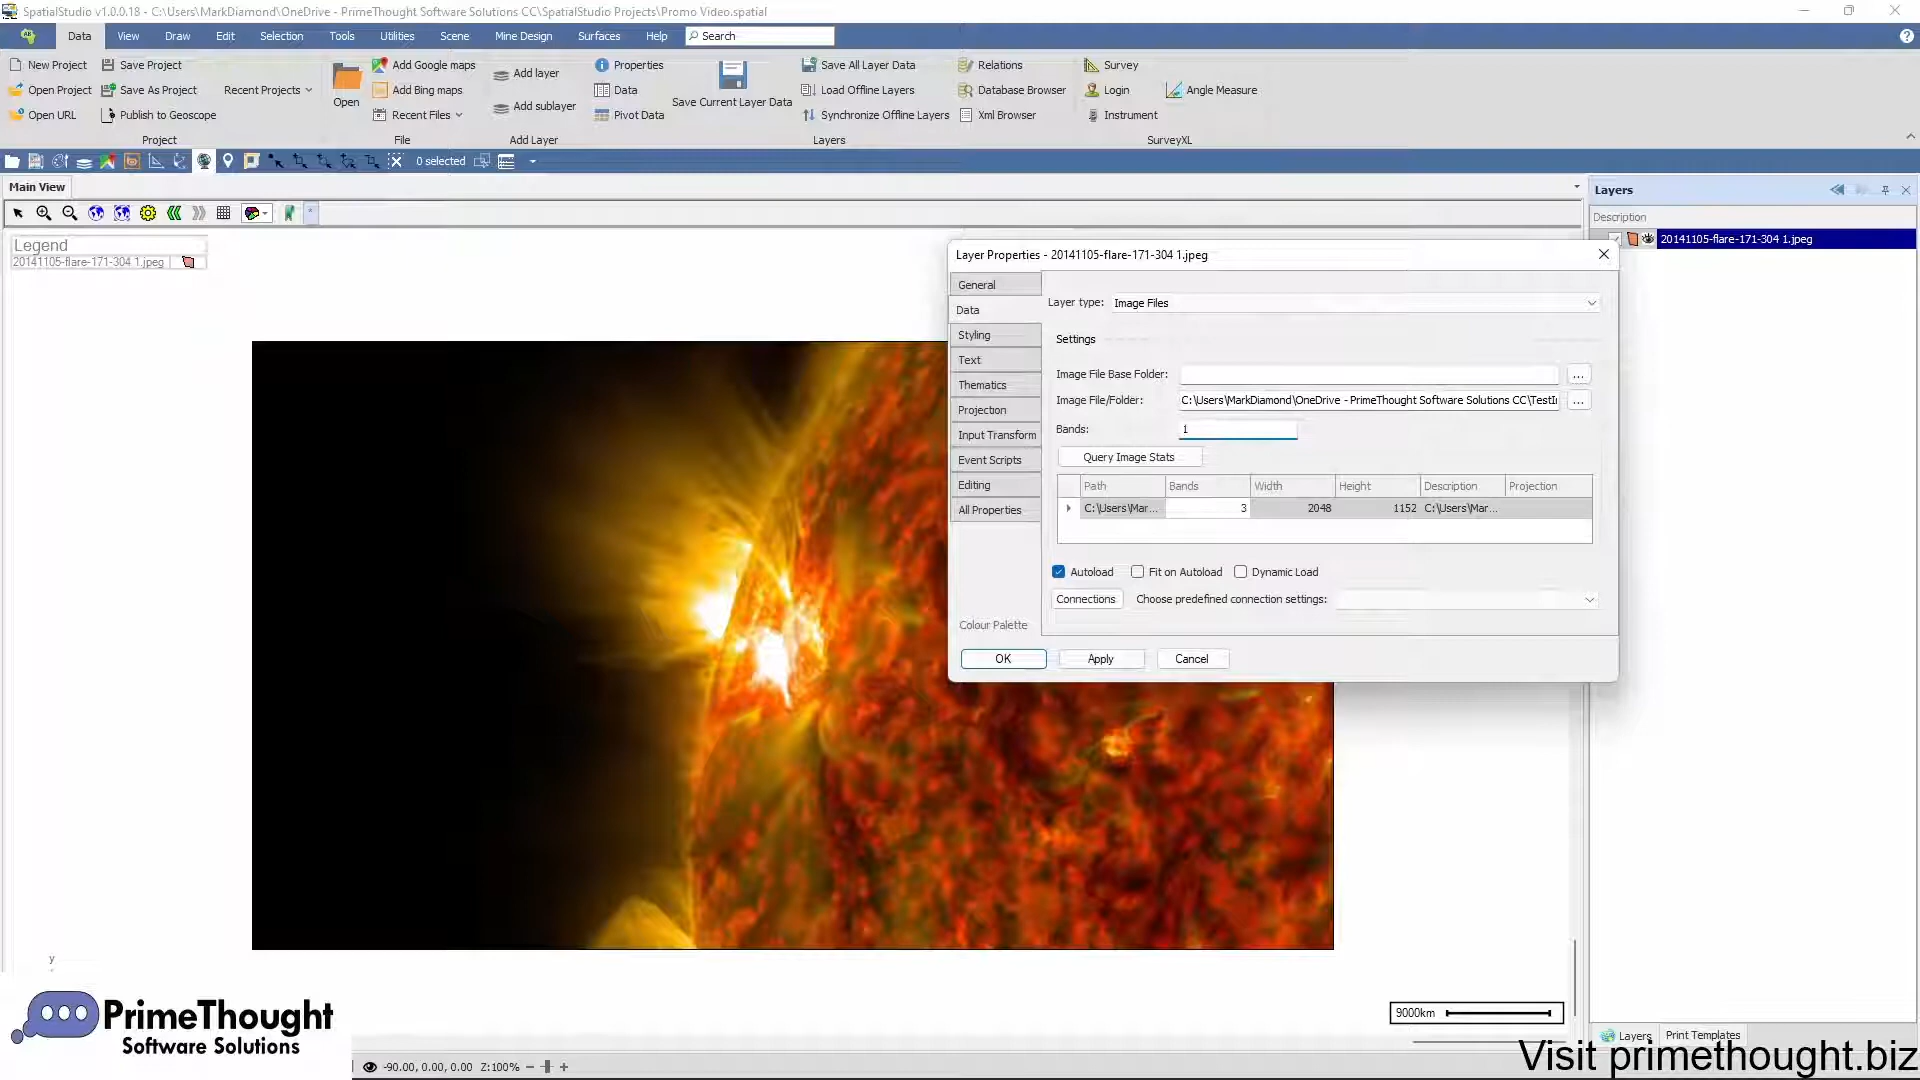 SpatialStudio v1.0.0.18 - C:\Users\MarkDiamond\OneDrive - PrimeThought Software Solutions CC\SpatialStudio Projects\Promo Video.spatial
Data View Draw Edit Selection Tools Utilities Scene Mine Design Surfaces Help Search
New Project Save Project
Open Project Save As Project Recent Projects
Open URL Publish to Geoscope
Project
Open
Add Google maps
Add Bing maps
Recent Files
File
Add layer
Add sublayer
Add Layer
Properties
Data
Pivot Data
Save Current Layer Data
Save All Layer Data
Load Offline Layers
Synchronize Offline Layers
Layers
Relations
Database Browser
Xml Browser
Survey
Login
Instrument
Angle Measure
SurveyXL
0 selected
Main View
Legend
20141105-flare-171-304 1.jpeg
Layers
Description
20141105-flare-171-304 1.jpeg
Layer Properties - 20141105-flare-171-304 1.jpeg
General
Data
Styling
Text
Thematics
Projection
Input Transform
Event Scripts
Editing
All Properties
Colour Palette
Layer type: Image Files
Settings
Image File Base Folder: ...
Image File/Folder: C:\Users\MarkDiamond\OneDrive - PrimeThought Software Solutions CC\TestI ...
Bands: 1
Query Image Stats
Path Bands Width Height Description Projection
C:\Users\Mar... 3 2048 1152 C:\Users\Mar...
Autoload Fit on Autoload Dynamic Load
Connections Choose predefined connection settings:
OK Apply Cancel
y
PrimeThought
Software Solutions
9000km
-90.00, 0.00, 0.00 Z:100%
Layers Print Templates
Visit primethought.biz